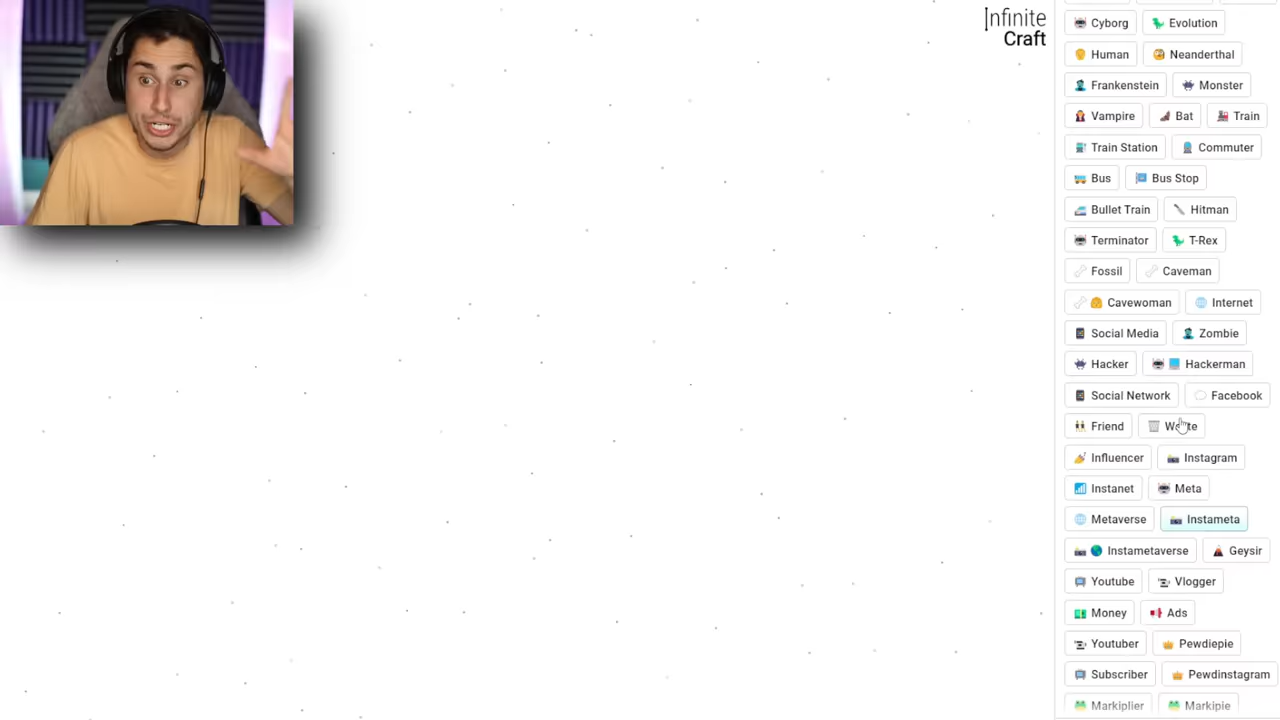 Infinite
Craft
Cyborg Evolution
Human Neanderthal
Frankenstein Monster
Vampire Bat Train
Train Station Commuter
Bus Bus Stop
Bullet Train Hitman
Terminator T-Rex
Fossil Caveman
Cavewoman Internet
Social Media Zombie
Hacker Hackerman
Social Network Facebook
Friend
Influencer Instagram
Instanet Meta
Metaverse Instameta
Instametaverse Geysir
Youtube Vlogger
Money Ads
Youtuber Pewdiepie
Subscriber Pewdinstagram
Markiplier Markipie